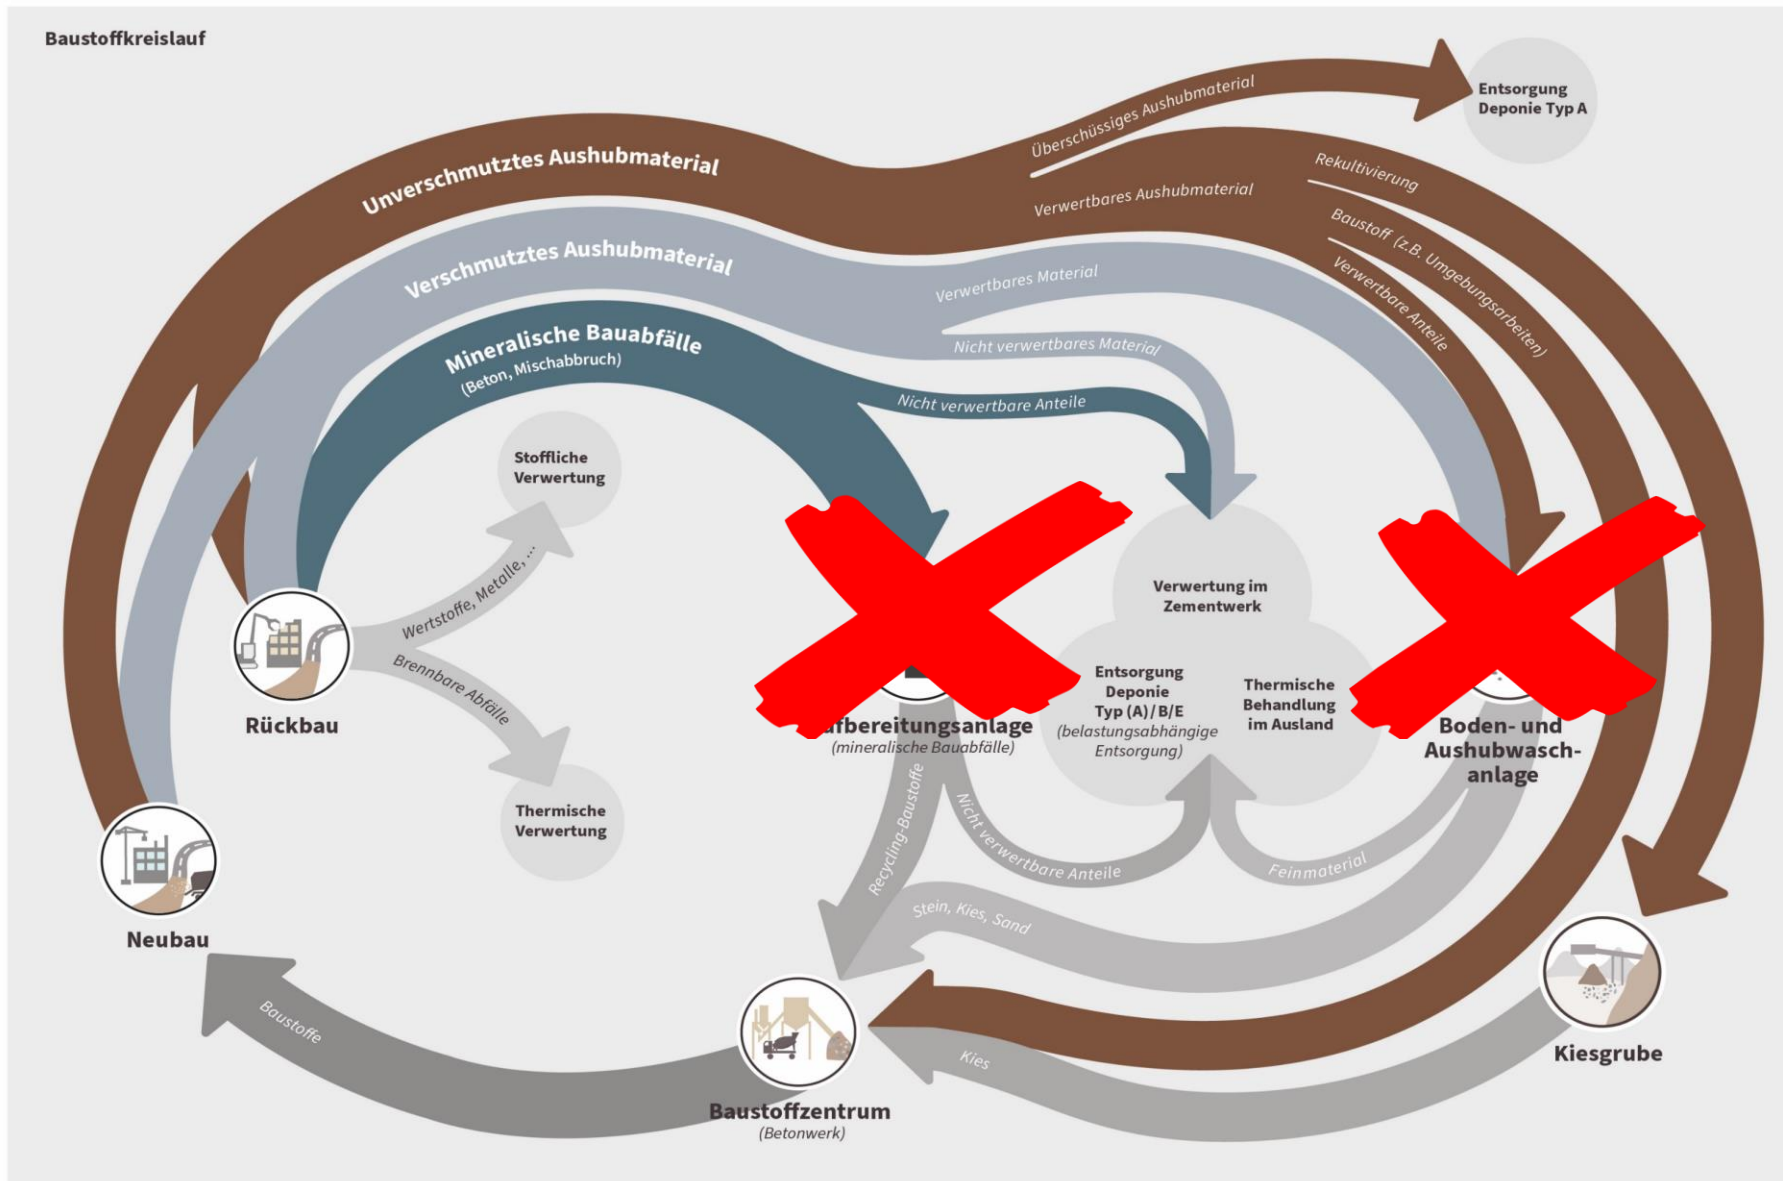 Baustoffkreislauf
Entsorgung
Deponie Typ A
Überschüssiges Aushubmaterial
Unverschmutztes Aushubmaterial
Verwertbares Aushubmaterial
Rekultivierung
Baustoff (z.B. Umgebungsarbeiten)
Verwertbare Anteile
Verschmutztes Aushubmaterial
Verwertbares Material
Nicht verwertbares Material
Mineralische Bauabfälle
(Beton, Mischabbruch)
Nicht verwertbare Anteile
Stoffliche
Verwertung
Wertstoffe, Metalle, ...
Brennbare Abfälle
Thermische
Verwertung
Rückbau
Neubau
Verwertung im
Zementwerk
Entsorgung
Deponie
Typ (A)/B/E
(belastungsabhängige
Entsorgung)
Thermische
Behandlung
im Ausland
fbereitungsanlage
(mineralische Bauabfälle)
Boden- und
Aushubwasch-
anlage
Recycling-Baustoffe
Nicht verwertbare Anteile
Feinmaterial
Stein, Kies, Sand
Baustoffe
Kies
Kiesgrube
Baustoffzentrum
(Betonwerk)